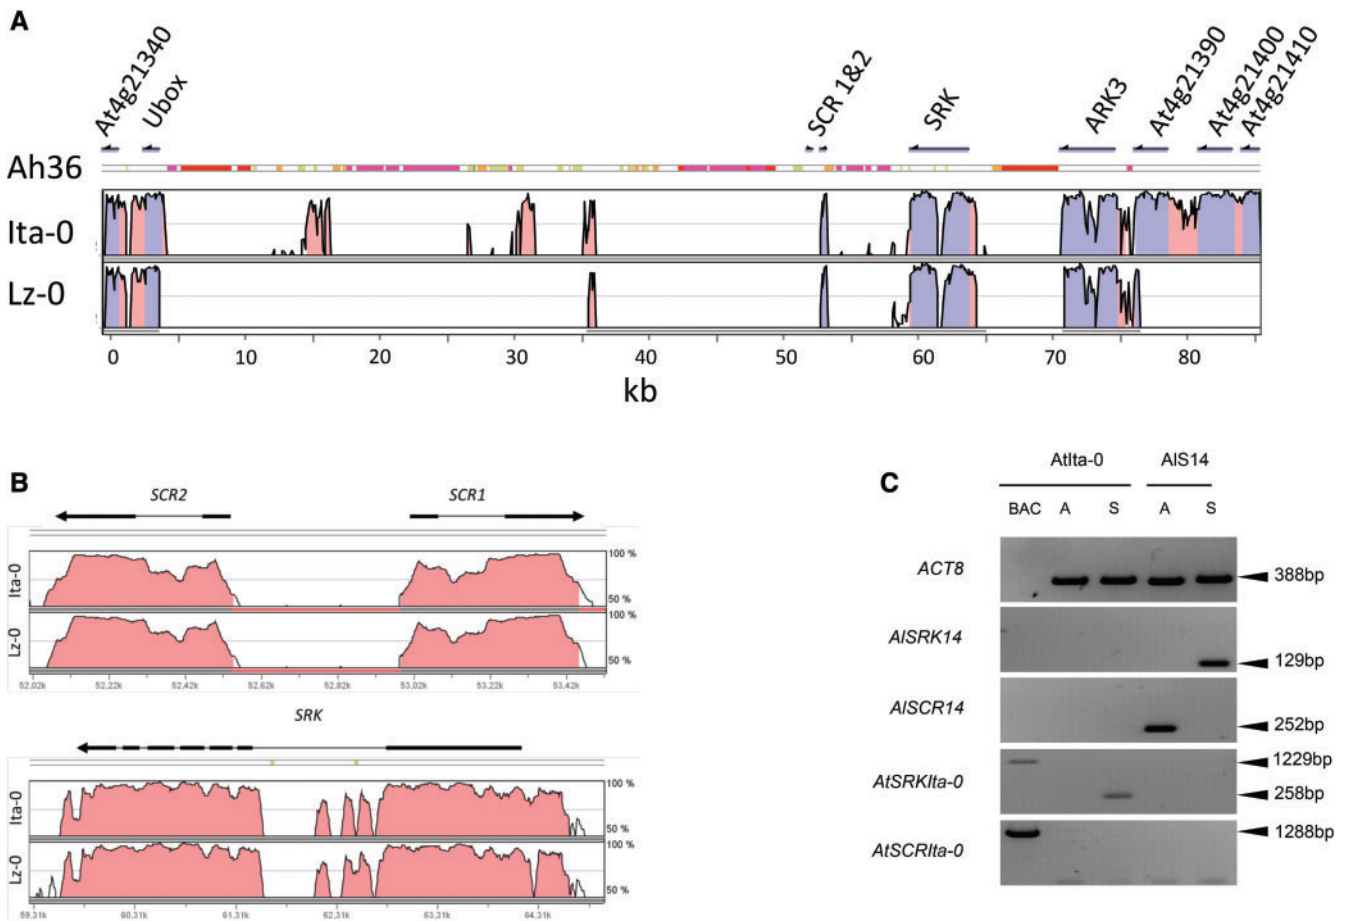 A
At4g21340
Ubox
SCR 1&2
SRK
ARK3
At4g21390
At4g21400
At4g21410
Ah36
Ita-0
Lz-0
0 10 20 30 40 50 60 70 80
kb
B
SCR2 SCR1
Ita-0
100 %
50 %
Lz-0
100 %
50 %
52,02k 52,22k 52,42k 52,62k 52,82k 53,02k 53,22k 53,42k
SRK
Ita-0
100 %
50 %
Lz-0
100 %
50 %
59,31k 60,31k 61,31k 62,31k 63,31k 64,31k
C
AtIta-0 AlS14
BAC A S A S
ACT8 388bp
AlSRK14 129bp
AlSCR14 252bp
1229bp
AtSRKIta-0 258bp
AtSCRIta-0 1288bp